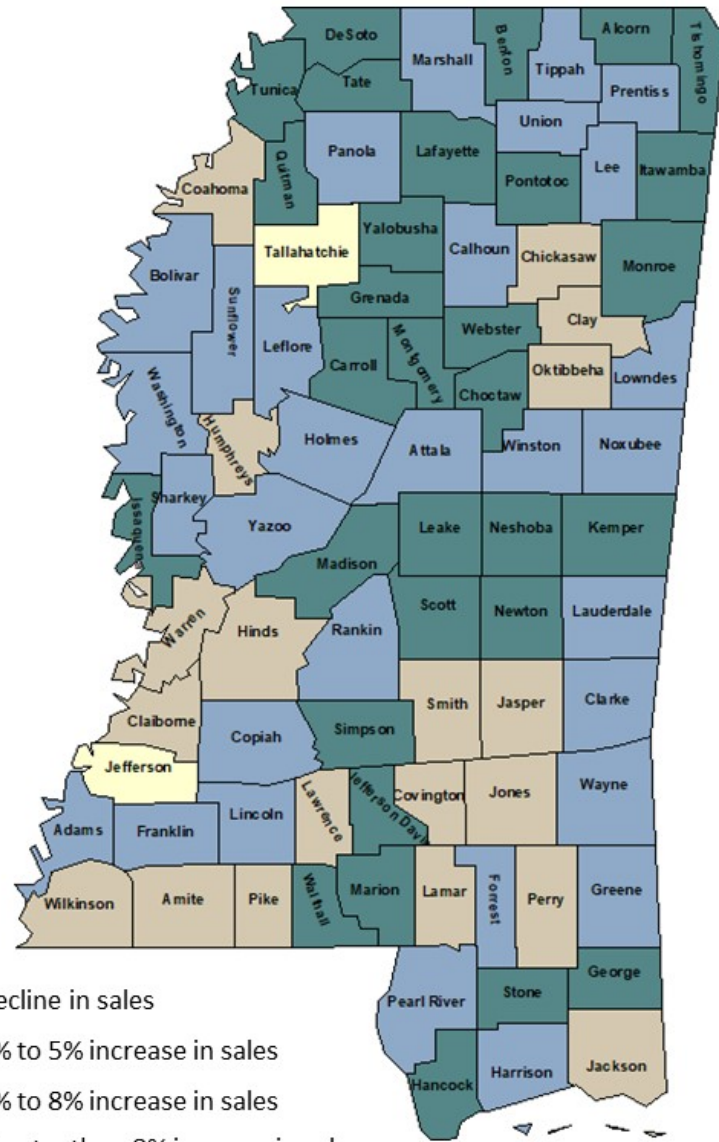 DeSoto
Marshall
Benton
Tippah
Alcorn
Tishomingo
Tunica
Tate
Prentiss
Union
Panola
Lafayette
Quitman
Coahoma
Pontotoc
Lee
Itawamba
Tallahatchie
Yalobusha
Calhoun
Chickasaw
Monroe
Bolivar
Sunflower
Grenada
Clay
Webster
Leflore
Carroll
Montgomery
Choctaw
Oktibbeha
Lowndes
Washington
Humphreys
Holmes
Attala
Winston
Noxubee
Sharkey
Issaquena
Yazoo
Leake
Neshoba
Kemper
Madison
Scott
Newton
Lauderdale
Warren
Hinds
Rankin
Smith
Jasper
Clarke
Claiborne
Copiah
Simpson
Jefferson
Lawrence
Jefferson Davi
Covington
Jones
Wayne
Adams
Franklin
Lincoln
Wilkinson
Amite
Pike
Walthall
Marion
Lamar
Forrest
Perry
Greene
George
Pearl River
Stone
Jackson
Harrison
Hancock
ecline in sales
% to 5% increase in sales
% to 8% increase in sales